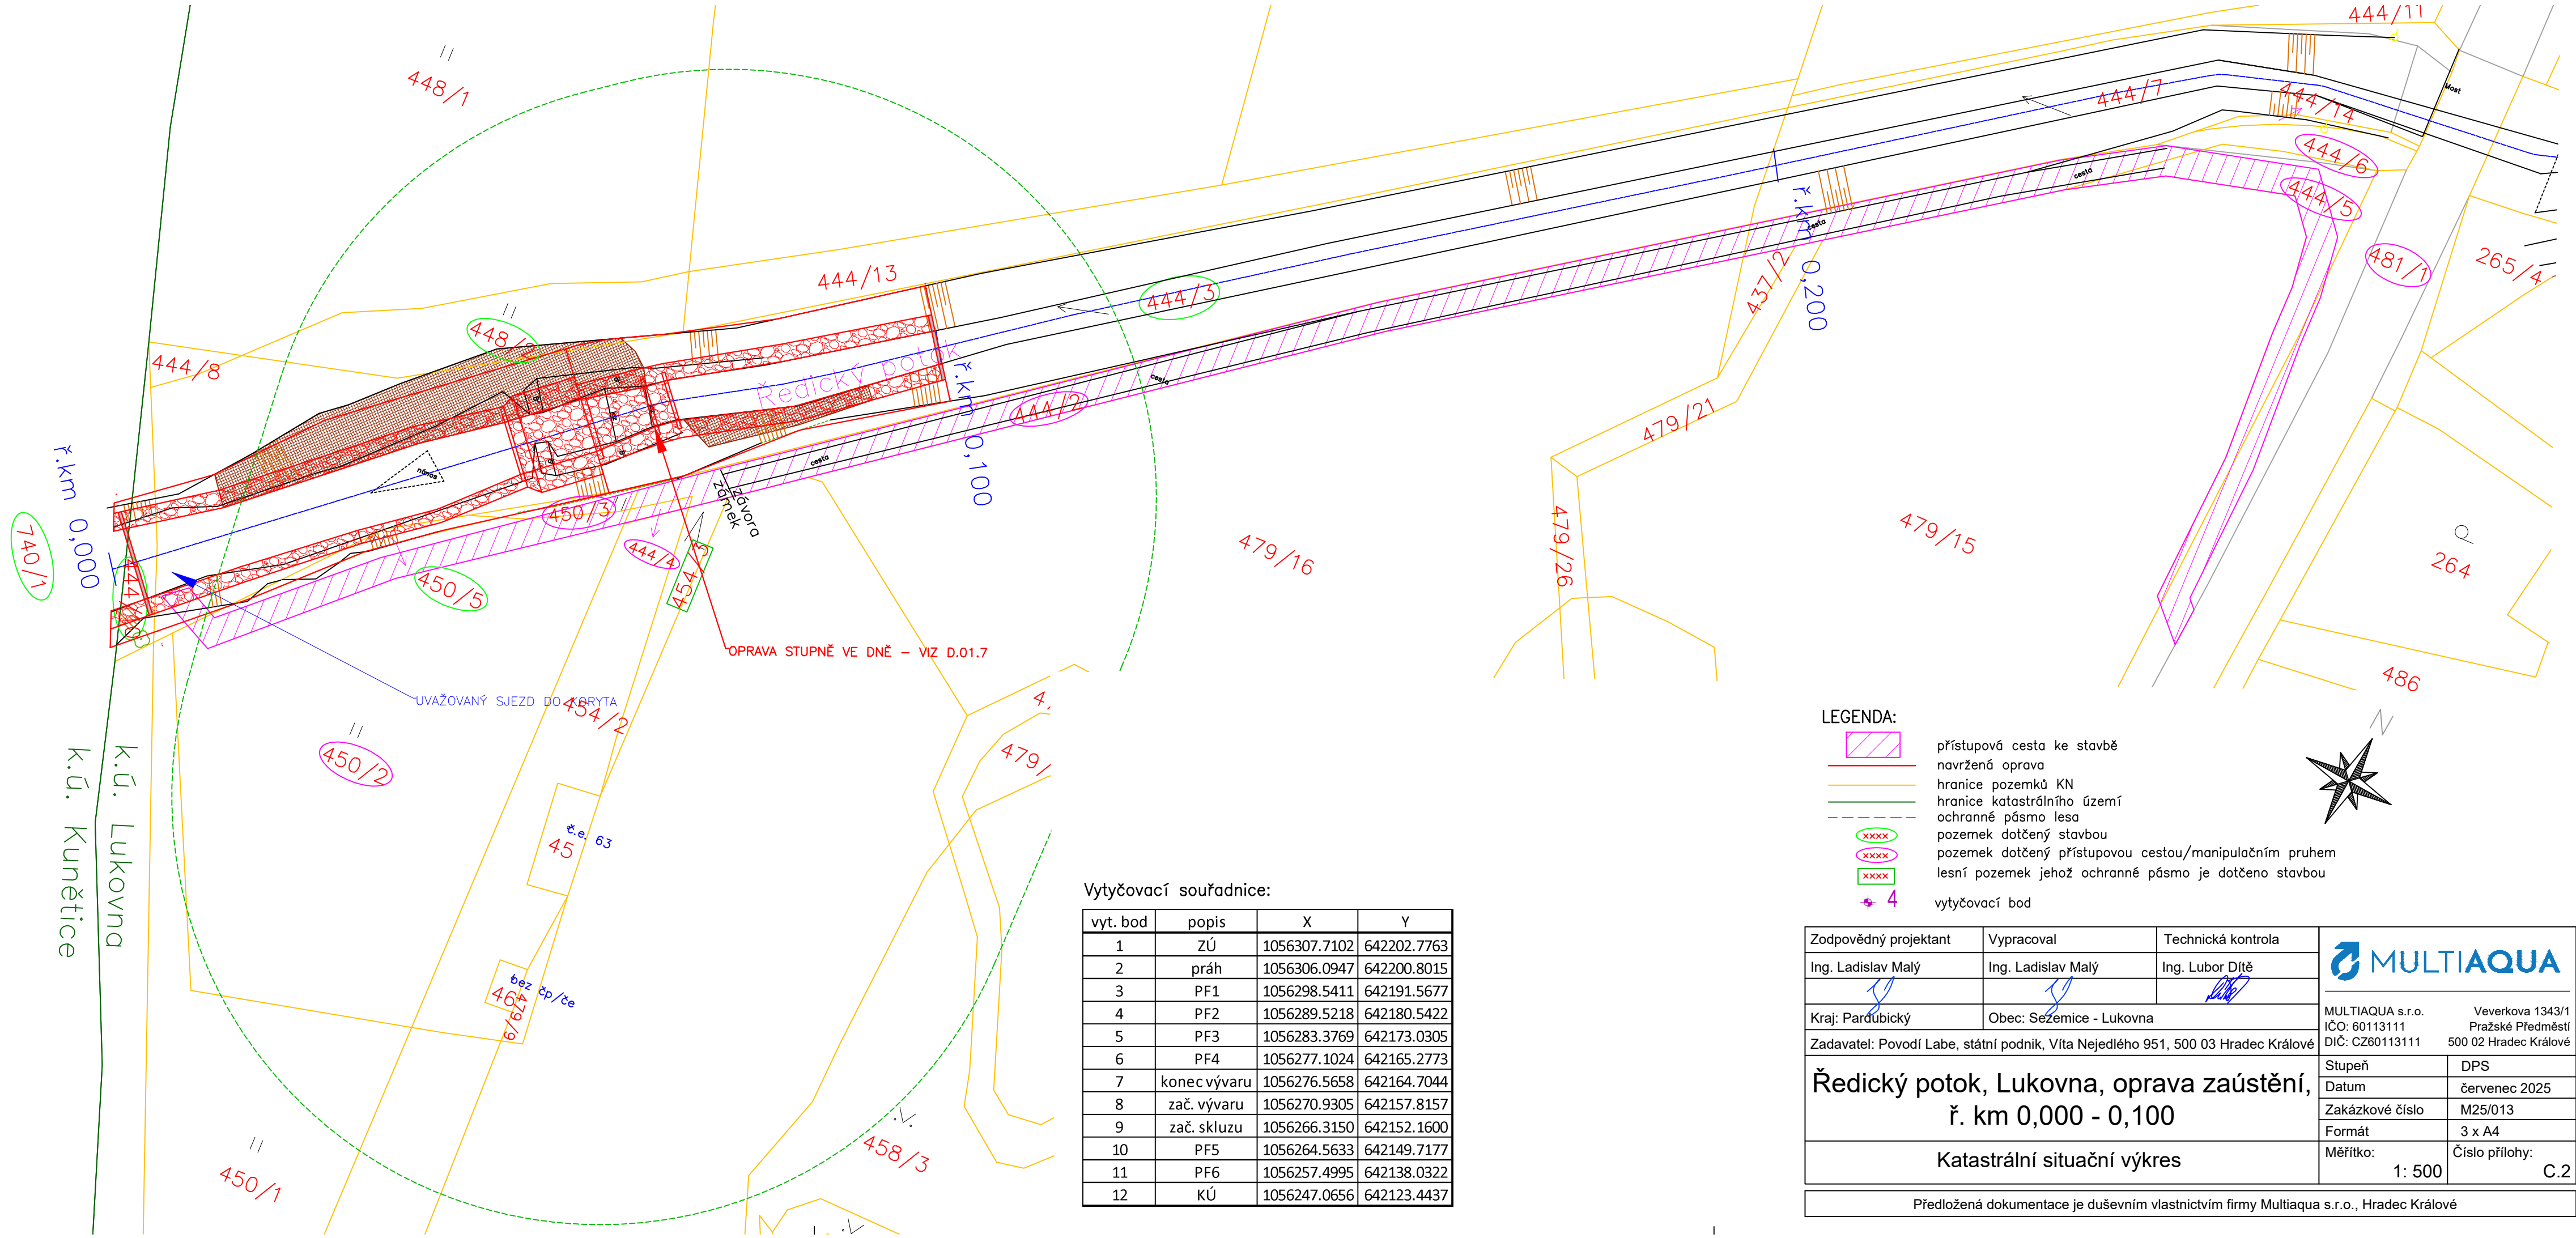 444/11
448/1
444/7
444/14
Most
444/6
444/5
481/1
265/4
444/13
444/3
437/2
ř.km 0,200
cesta
cesta
448/2
444/8
Ředický potok
ř.km 0,100
444/2
cesta
cesta
479/21
479/26
479/16
479/15
264
486
ř.km 0,000
740/1
nános
450/3
444/4
450/5
454/3
závora
zámek
OPRAVA STUPNĚ VE DNĚ – VIZ D.01.7
UVAŽOVANÝ SJEZD DO KORYTA
454/2
450/2
k.ú. Lukovna
k.ú. Kunětice
45
č.e. 63
46
bez čp/če
479/9
450/1
458/3
LEGENDA:
N
přístupová cesta ke stavbě
navržená oprava
hranice pozemků KN
hranice katastrálního území
ochranné pásmo lesa
xxxx pozemek dotčený stavbou
xxxx pozemek dotčený přístupovou cestou/manipulačním pruhem
xxxx lesní pozemek jehož ochranné pásmo je dotčeno stavbou
4 vytyčovací bod
Vytyčovací souřadnice:
vyt. bod popis X Y
1 ZÚ 1056307.7102 642202.7763
2 práh 1056306.0947 642200.8015
3 PF1 1056298.5411 642191.5677
4 PF2 1056289.5218 642180.5422
5 PF3 1056283.3769 642173.0305
6 PF4 1056277.1024 642165.2773
7 konec vývaru 1056276.5658 642164.7044
8 zač. vývaru 1056270.9305 642157.8157
9 zač. skluzu 1056266.3150 642152.1600
10 PF5 1056264.5633 642149.7177
11 PF6 1056257.4995 642138.0322
12 KÚ 1056247.0656 642123.4437
Zodpovědný projektant Vypracoval Technická kontrola
Ing. Ladislav Malý Ing. Ladislav Malý Ing. Lubor Dítě
Kraj: Pardubický Obec: Sezemice - Lukovna
Zadavatel: Povodí Labe, státní podnik, Víta Nejedlého 951, 500 03 Hradec Králové
MULTIAQUA
MULTIAQUA s.r.o. Veverkova 1343/1
IČO: 60113111 Pražské Předměstí
DIČ: CZ60113111 500 02 Hradec Králové
Ředický potok, Lukovna, oprava zaústění,
ř. km 0,000 - 0,100
Katastrální situační výkres
Stupeň DPS
Datum červenec 2025
Zakázkové číslo M25/013
Formát 3 x A4
Měřítko: 1: 500
Číslo přílohy: C.2
Předložená dokumentace je duševním vlastnictvím firmy Multiaqua s.r.o., Hradec Králové